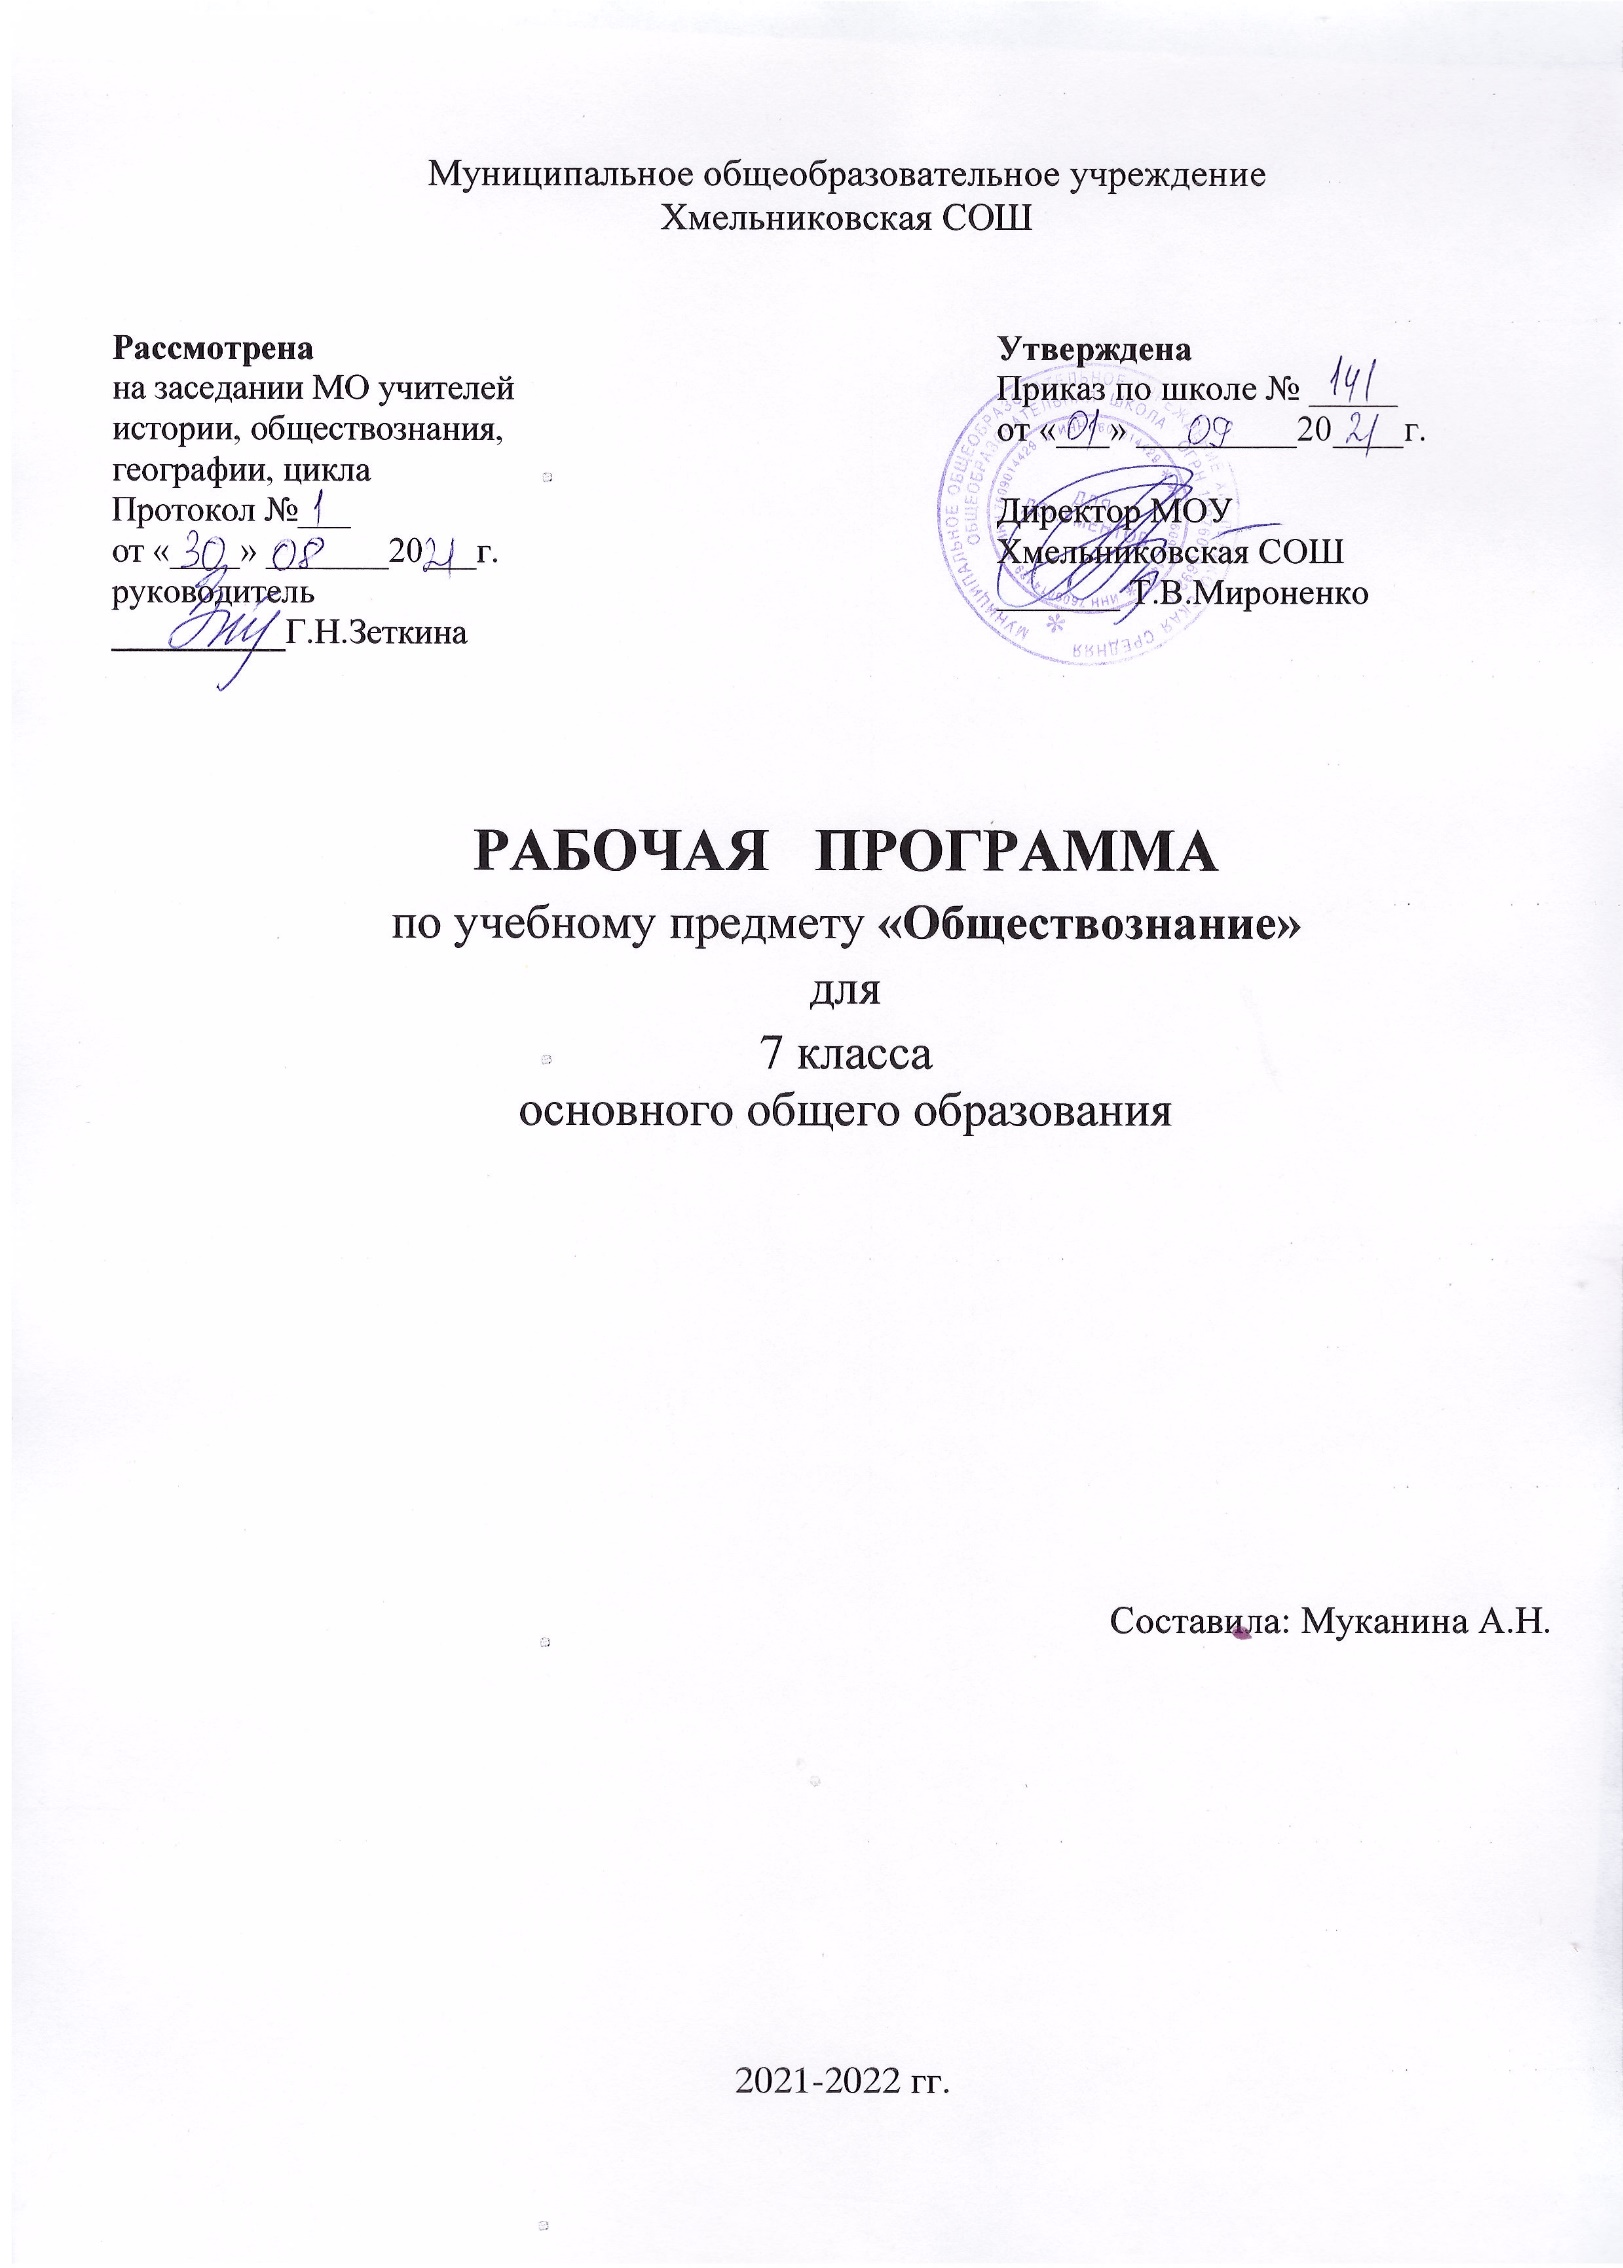 Муниципальное общеобразовательное учреждение
Хмельниковская СОШ
Рассмотрена
на заседании МО учителей
истории, обществознания,
географии, цикла
Протокол № 1
от «30» 08 2021 г.
руководитель
Г.Н.Зеткина
Утверждена
Приказ по школе № 141
от «01» 09 2021 г.
Директор МОУ
Хмельниковская СОШ
Т.В.Мироненко
РАБОЧАЯ ПРОГРАММА
по учебному предмету «Обществознание»
для
7 класса
основного общего образования
Составила: Муканина А.Н.
2021-2022 гг.